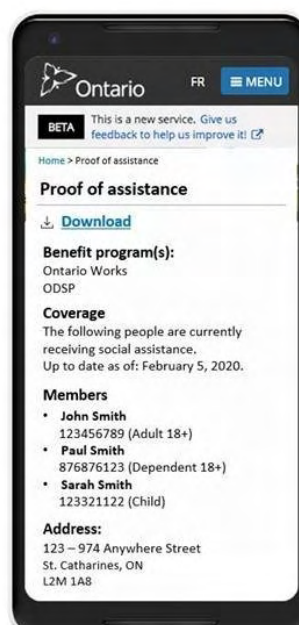 Ontario
FR
≡ MENU
BETA
This is a new service. Give us
feedback to help us improve it!
Home > Proof of assistance
Proof of assistance
Download
Benefit program(s):
Ontario Works
ODSP
Coverage
The following people are currently
receiving social assistance.
Up to date as of: February 5, 2020.
Members
• John Smith
123456789 (Adult 18+)
• Paul Smith
876876123 (Dependent 18+)
• Sarah Smith
123321122 (Child)
Address:
123 – 974 Anywhere Street
St. Catharines, ON
L2M 1A8